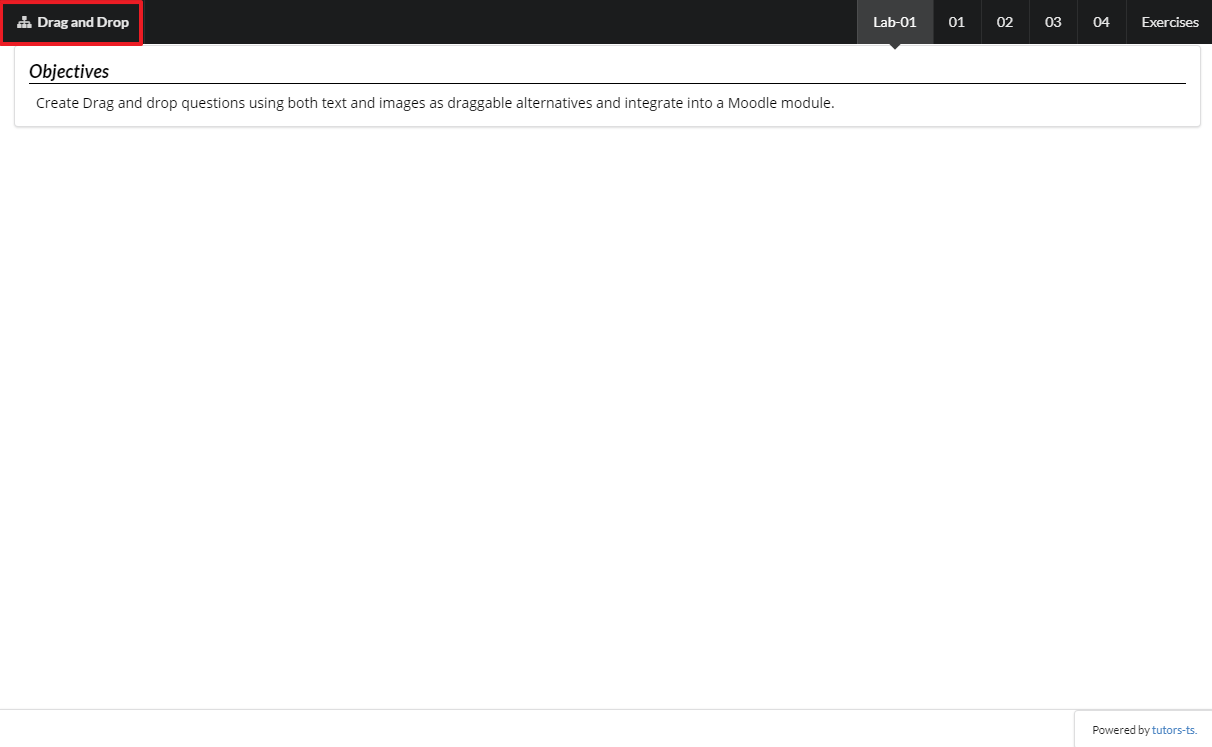 Drag and Drop
Lab-01 01 02 03 04 Exercises
Objectives
Create Drag and drop questions using both text and images as draggable alternatives and integrate into a Moodle module.
Powered by tutors-ts.